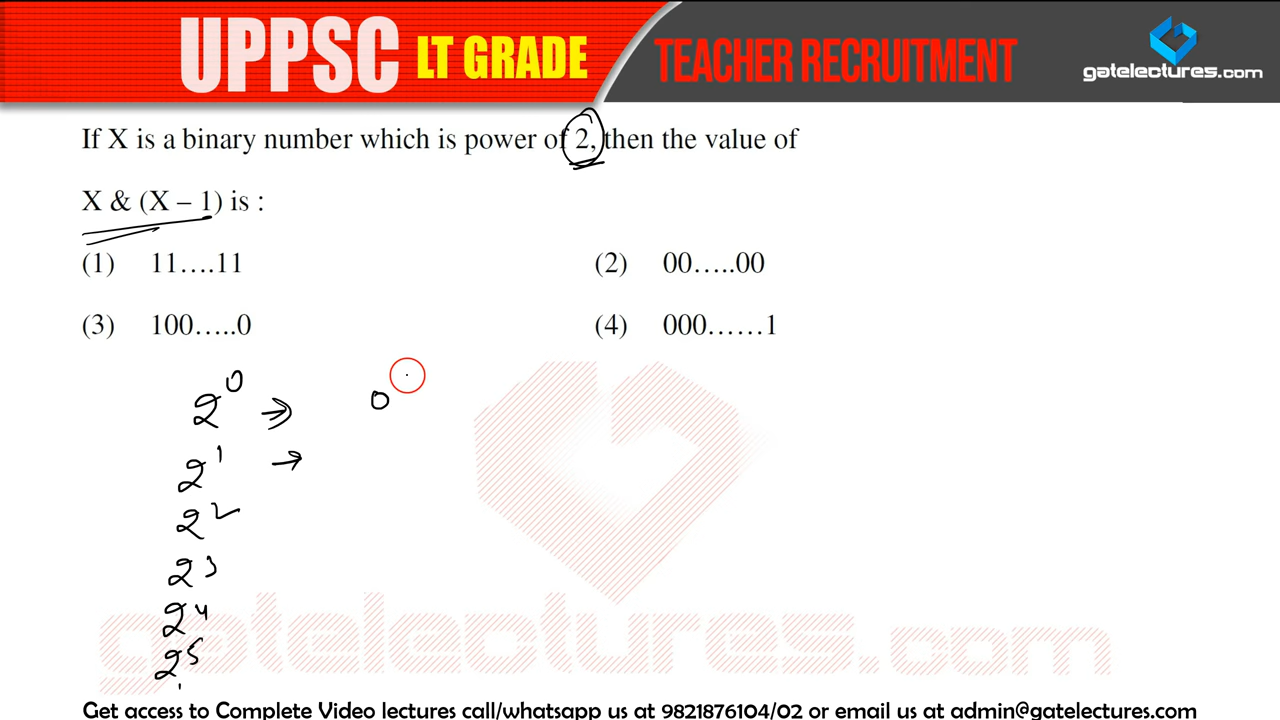 UPPSC LT GRADE TEACHER RECRUITMENT
gatelectures.com
If X is a binary number which is power of 2, then the value of
X & (X – 1) is :
(1) 11....11 (2) 00.....00
(3) 100.....0 (4) 000......1
2⁰ → 0
2¹ →
2²
2³
2⁴
2⁵
gatelectures.com
Get access to Complete Video lectures call/whatsapp us at 9821876104/02 or email us at admin@gatelectures.com